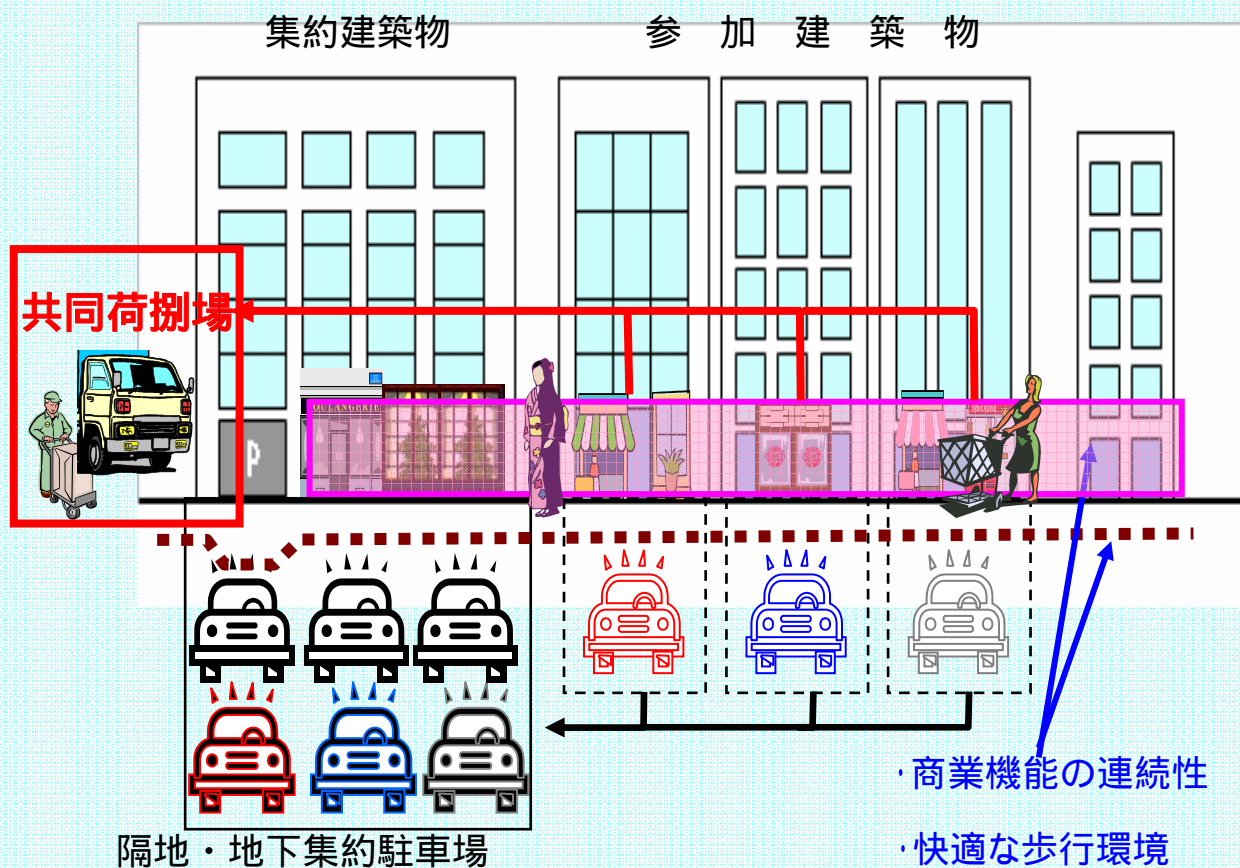 集約建築物
参加建築物
共同荷捌場
OULANGERIE
P
・商業機能の連続性
・快適な歩行環境
隔地・地下集約駐車場